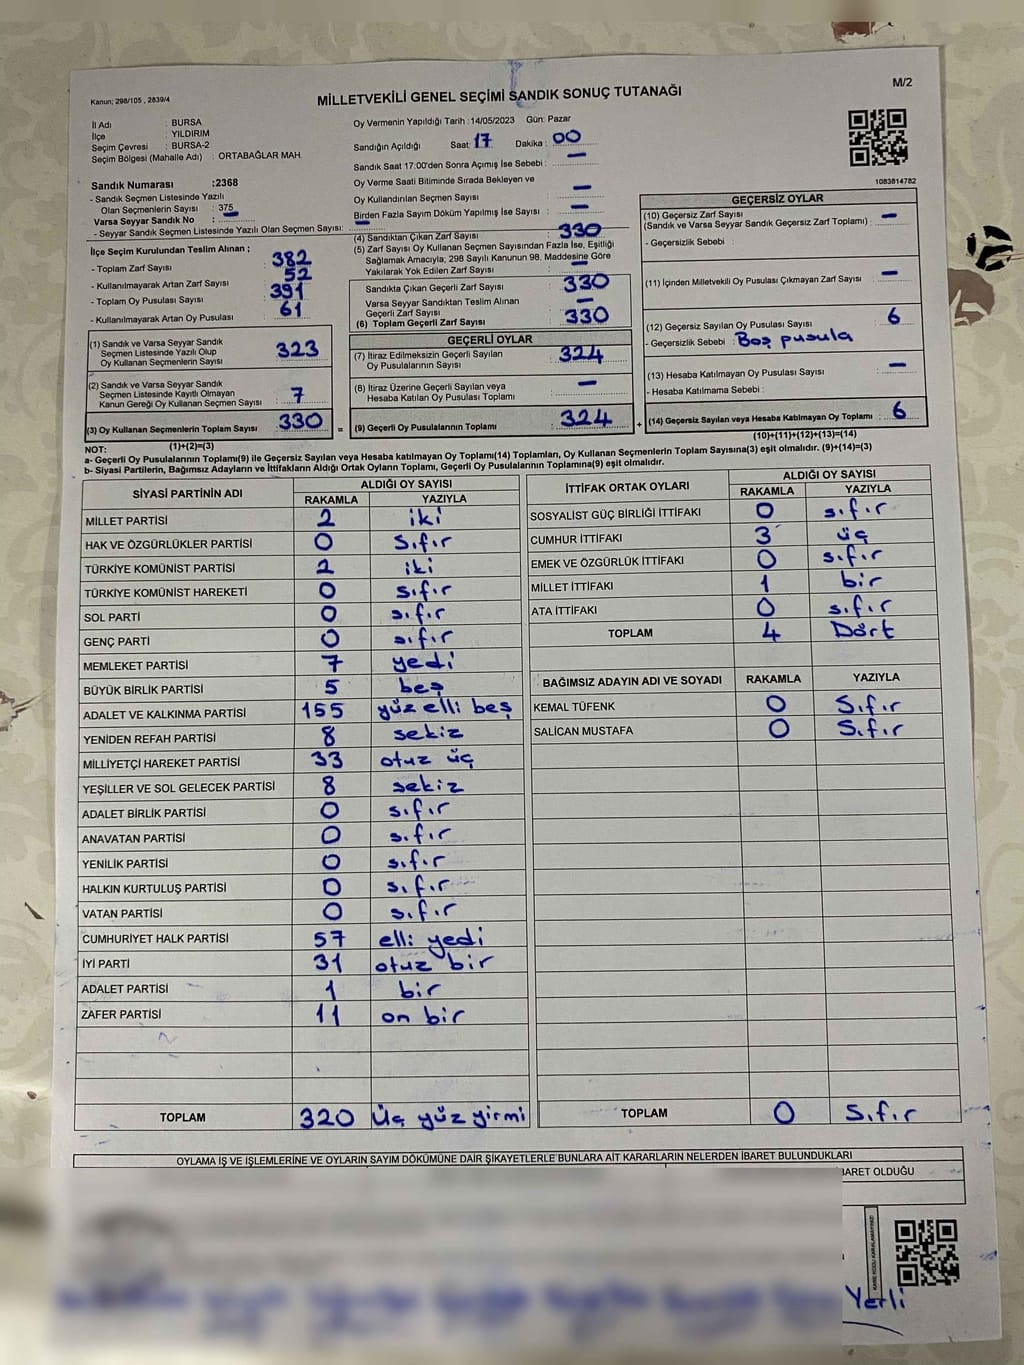 M/2
Kanun; 298/105 , 2839/4
MİLLETVEKİLİ GENEL SEÇİMİ SANDIK SONUÇ TUTANAĞI
İl Adı : BURSA
İlçe : YILDIRIM
Seçim Çevresi : BURSA-2
Seçim Bölgesi (Mahalle Adı) : ORTABAĞLAR MAH.
Sandık Numarası :2368
- Sandık Seçmen Listesinde Yazılı
Olan Seçmenlerin Sayısı : 375
Varsa Seyyar Sandık No : –
- Seyyar Sandık Seçmen Listesinde Yazılı Olan Seçmen Sayısı:
Oy Vermenin Yapıldığı Tarih :14/05/2023 Gün: Pazar
Sandığın Açıldığı Saat: 17 Dakika : 00
Sandık Saat 17:00'den Sonra Açımış İse Sebebi : –
Oy Verme Saati Bitiminde Sırada Bekleyen ve
Oy Kullandırılan Seçmen Sayısı : –
Birden Fazla Sayım Döküm Yapılmış İse Sayısı : –
1083814782
İlçe Seçim Kurulundan Teslim Alınan ;
- Toplam Zarf Sayısı : 382
- Kullanılmayarak Artan Zarf Sayısı : 52
- Toplam Oy Pusulası Sayısı : 391
- Kullanılmayarak Artan Oy Pusulası : 61
(1) Sandık ve Varsa Seyyar Sandık
Seçmen Listesinde Yazılı Olup
Oy Kullanan Seçmenlerin Sayısı : 323
(2) Sandık ve Varsa Seyyar Sandık
Seçmen Listesinde Kayıtlı Olmayan
Kanun Gereği Oy Kullanan Seçmen Sayısı : 7
(3) Oy Kullanan Seçmenlerin Toplam Sayısı : 330
(1)+(2)=(3)
(4) Sandıktan Çıkan Zarf Sayısı : 330
(5) Zarf Sayısı Oy Kullanan Seçmen Sayısından Fazla İse, Eşitliği
Sağlamak Amacıyla; 298 Sayılı Kanunun 98. Maddesine Göre
Yakılarak Yok Edilen Zarf Sayısı : –
Sandıkta Çıkan Geçerli Zarf Sayısı : 330
Varsa Seyyar Sandıktan Teslim Alınan
Geçerli Zarf Sayısı : –
(6) Toplam Geçerli Zarf Sayısı : 330
GEÇERLİ OYLAR
(7) İtiraz Edilmeksizin Geçerli Sayılan
Oy Pusulalarının Sayısı : 324
(8) İtiraz Üzerine Geçerli Sayılan veya
Hesaba Katılan Oy Pusulası Toplamı : –
= (9) Geçerli Oy Pusulalarının Toplamı : 324
GEÇERSİZ OYLAR
(10) Geçersiz Zarf Sayısı : –
(Sandık ve Varsa Seyyar Sandık Geçersiz Zarf Toplamı)
- Geçersizlik Sebebi :
(11) İçinden Milletvekili Oy Pusulası Çıkmayan Zarf Sayısı : –
(12) Geçersiz Sayılan Oy Pusulası Sayısı : 6
- Geçersizlik Sebebi : Boş pusula
(13) Hesaba Katılmayan Oy Pusulası Sayısı : –
- Hesaba Katılmama Sebebi :
+ (14) Geçersiz Sayılan veya Hesaba Katılmayan Oy Toplamı : 6
(10)+(11)+(12)+(13)=(14)
NOT:
a- Geçerli Oy Pusulalarının Toplamı(9) ile Geçersiz Sayılan veya Hesaba katılmayan Oy Toplamı(14) Toplamları, Oy Kullanan Seçmenlerin Toplam Sayısına(3) eşit olmalıdır. (9)+(14)=(3)
b- Siyasi Partilerin, Bağımsız Adayların ve İttifakların Aldığı Ortak Oyların Toplamı, Geçerli Oy Pusulalarının Toplamına(9) eşit olmalıdır.
SİYASİ PARTİNİN ADI ALDIĞI OY SAYISI
RAKAMLA YAZIYLA
MİLLET PARTİSİ 2 iki
HAK VE ÖZGÜRLÜKLER PARTİSİ 0 Sıfır
TÜRKİYE KOMÜNİST PARTİSİ 2 iki
TÜRKİYE KOMÜNİST HAREKETİ 0 sıfır
SOL PARTİ 0 sıfır
GENÇ PARTİ 0 sıfır
MEMLEKET PARTİSİ 7 yedi
BÜYÜK BİRLİK PARTİSİ 5 beş
ADALET VE KALKINMA PARTİSİ 155 yüz elli beş
YENİDEN REFAH PARTİSİ 8 sekiz
MİLLİYETÇİ HAREKET PARTİSİ 33 otuz üç
YEŞİLLER VE SOL GELECEK PARTİSİ 8 sekiz
ADALET BİRLİK PARTİSİ 0 sıfır
ANAVATAN PARTİSİ 0 sıfır
YENİLİK PARTİSİ 0 sıfır
HALKIN KURTULUŞ PARTİSİ 0 sıfır
VATAN PARTİSİ 0 sıfır
CUMHURİYET HALK PARTİSİ 57 elli yedi
İYİ PARTİ 31 otuz bir
ADALET PARTİSİ 1 bir
ZAFER PARTİSİ 11 on bir
TOPLAM 320 Üç yüz yirmi
İTTİFAK ORTAK OYLARI ALDIĞI OY SAYISI
RAKAMLA YAZIYLA
SOSYALİST GÜÇ BİRLİĞİ İTTİFAKI 0 sıfır
CUMHUR İTTİFAKI 3 üç
EMEK VE ÖZGÜRLÜK İTTİFAKI 0 sıfır
MİLLET İTTİFAKI 1 bir
ATA İTTİFAKI 0 sıfır
TOPLAM 4 Dört
BAĞIMSIZ ADAYIN ADI VE SOYADI RAKAMLA YAZIYLA
KEMAL TÜFENK 0 Sıfır
SALİCAN MUSTAFA 0 Sıfır
TOPLAM 0 Sıfır
OYLAMA İŞ VE İŞLEMLERİNE VE OYLARIN SAYIM DÖKÜMÜNE DAİR ŞİKAYETLERLE BUNLARA AİT KARARLARIN NELERDEN İBARET BULUNDUKLARI
BARET OLDUĞU
KARE KODU KARALAMAYINIZ!
Yerli